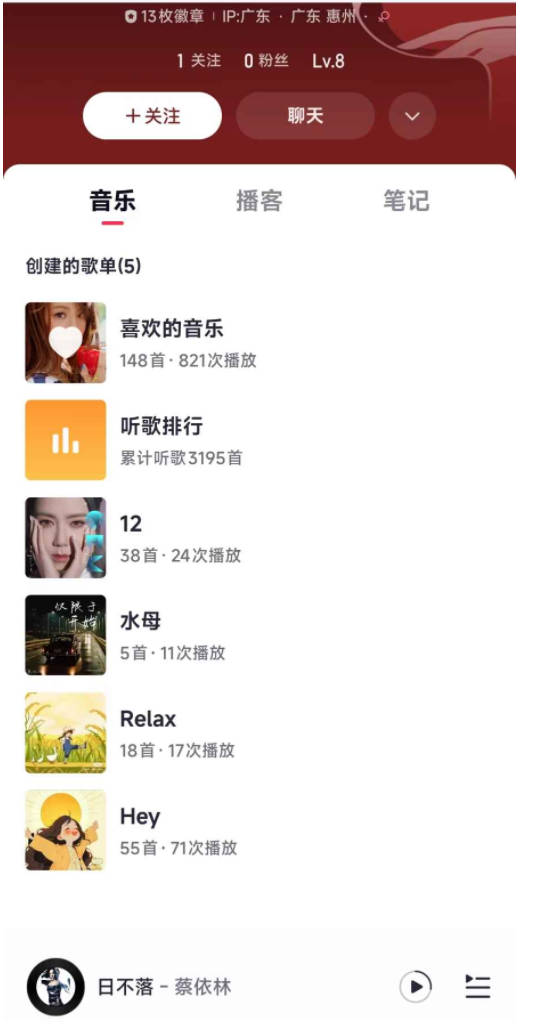 13枚徽章 | IP:广东 · 广东 惠州 ·
1 关注 0 粉丝 Lv.8
+关注 聊天
音乐 播客 笔记
创建的歌单(5)
喜欢的音乐
148首 · 821次播放
听歌排行
累计听歌3195首
12
38首 · 24次播放
水母
5首 · 11次播放
仅限于
开始
Relax
18首 · 17次播放
Hey
55首 · 71次播放
日不落 - 蔡依林